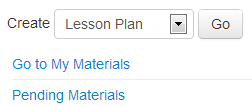 Create Lesson Plan Go
Go to My Materials
Pending Materials